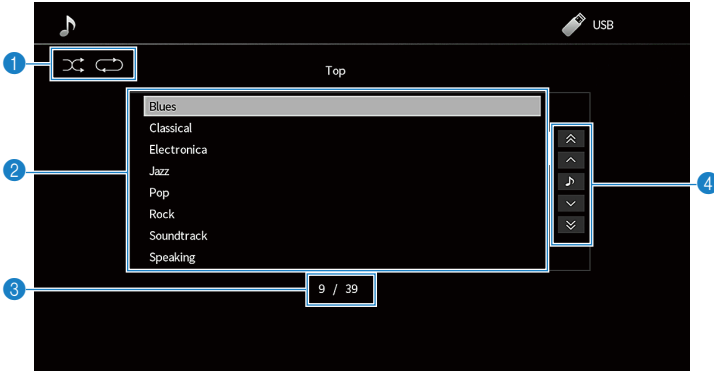 USB
1
Top
Blues
Classical
Electronica
2
Jazz
4
Pop
Rock
Soundtrack
Speaking
3
9 / 39